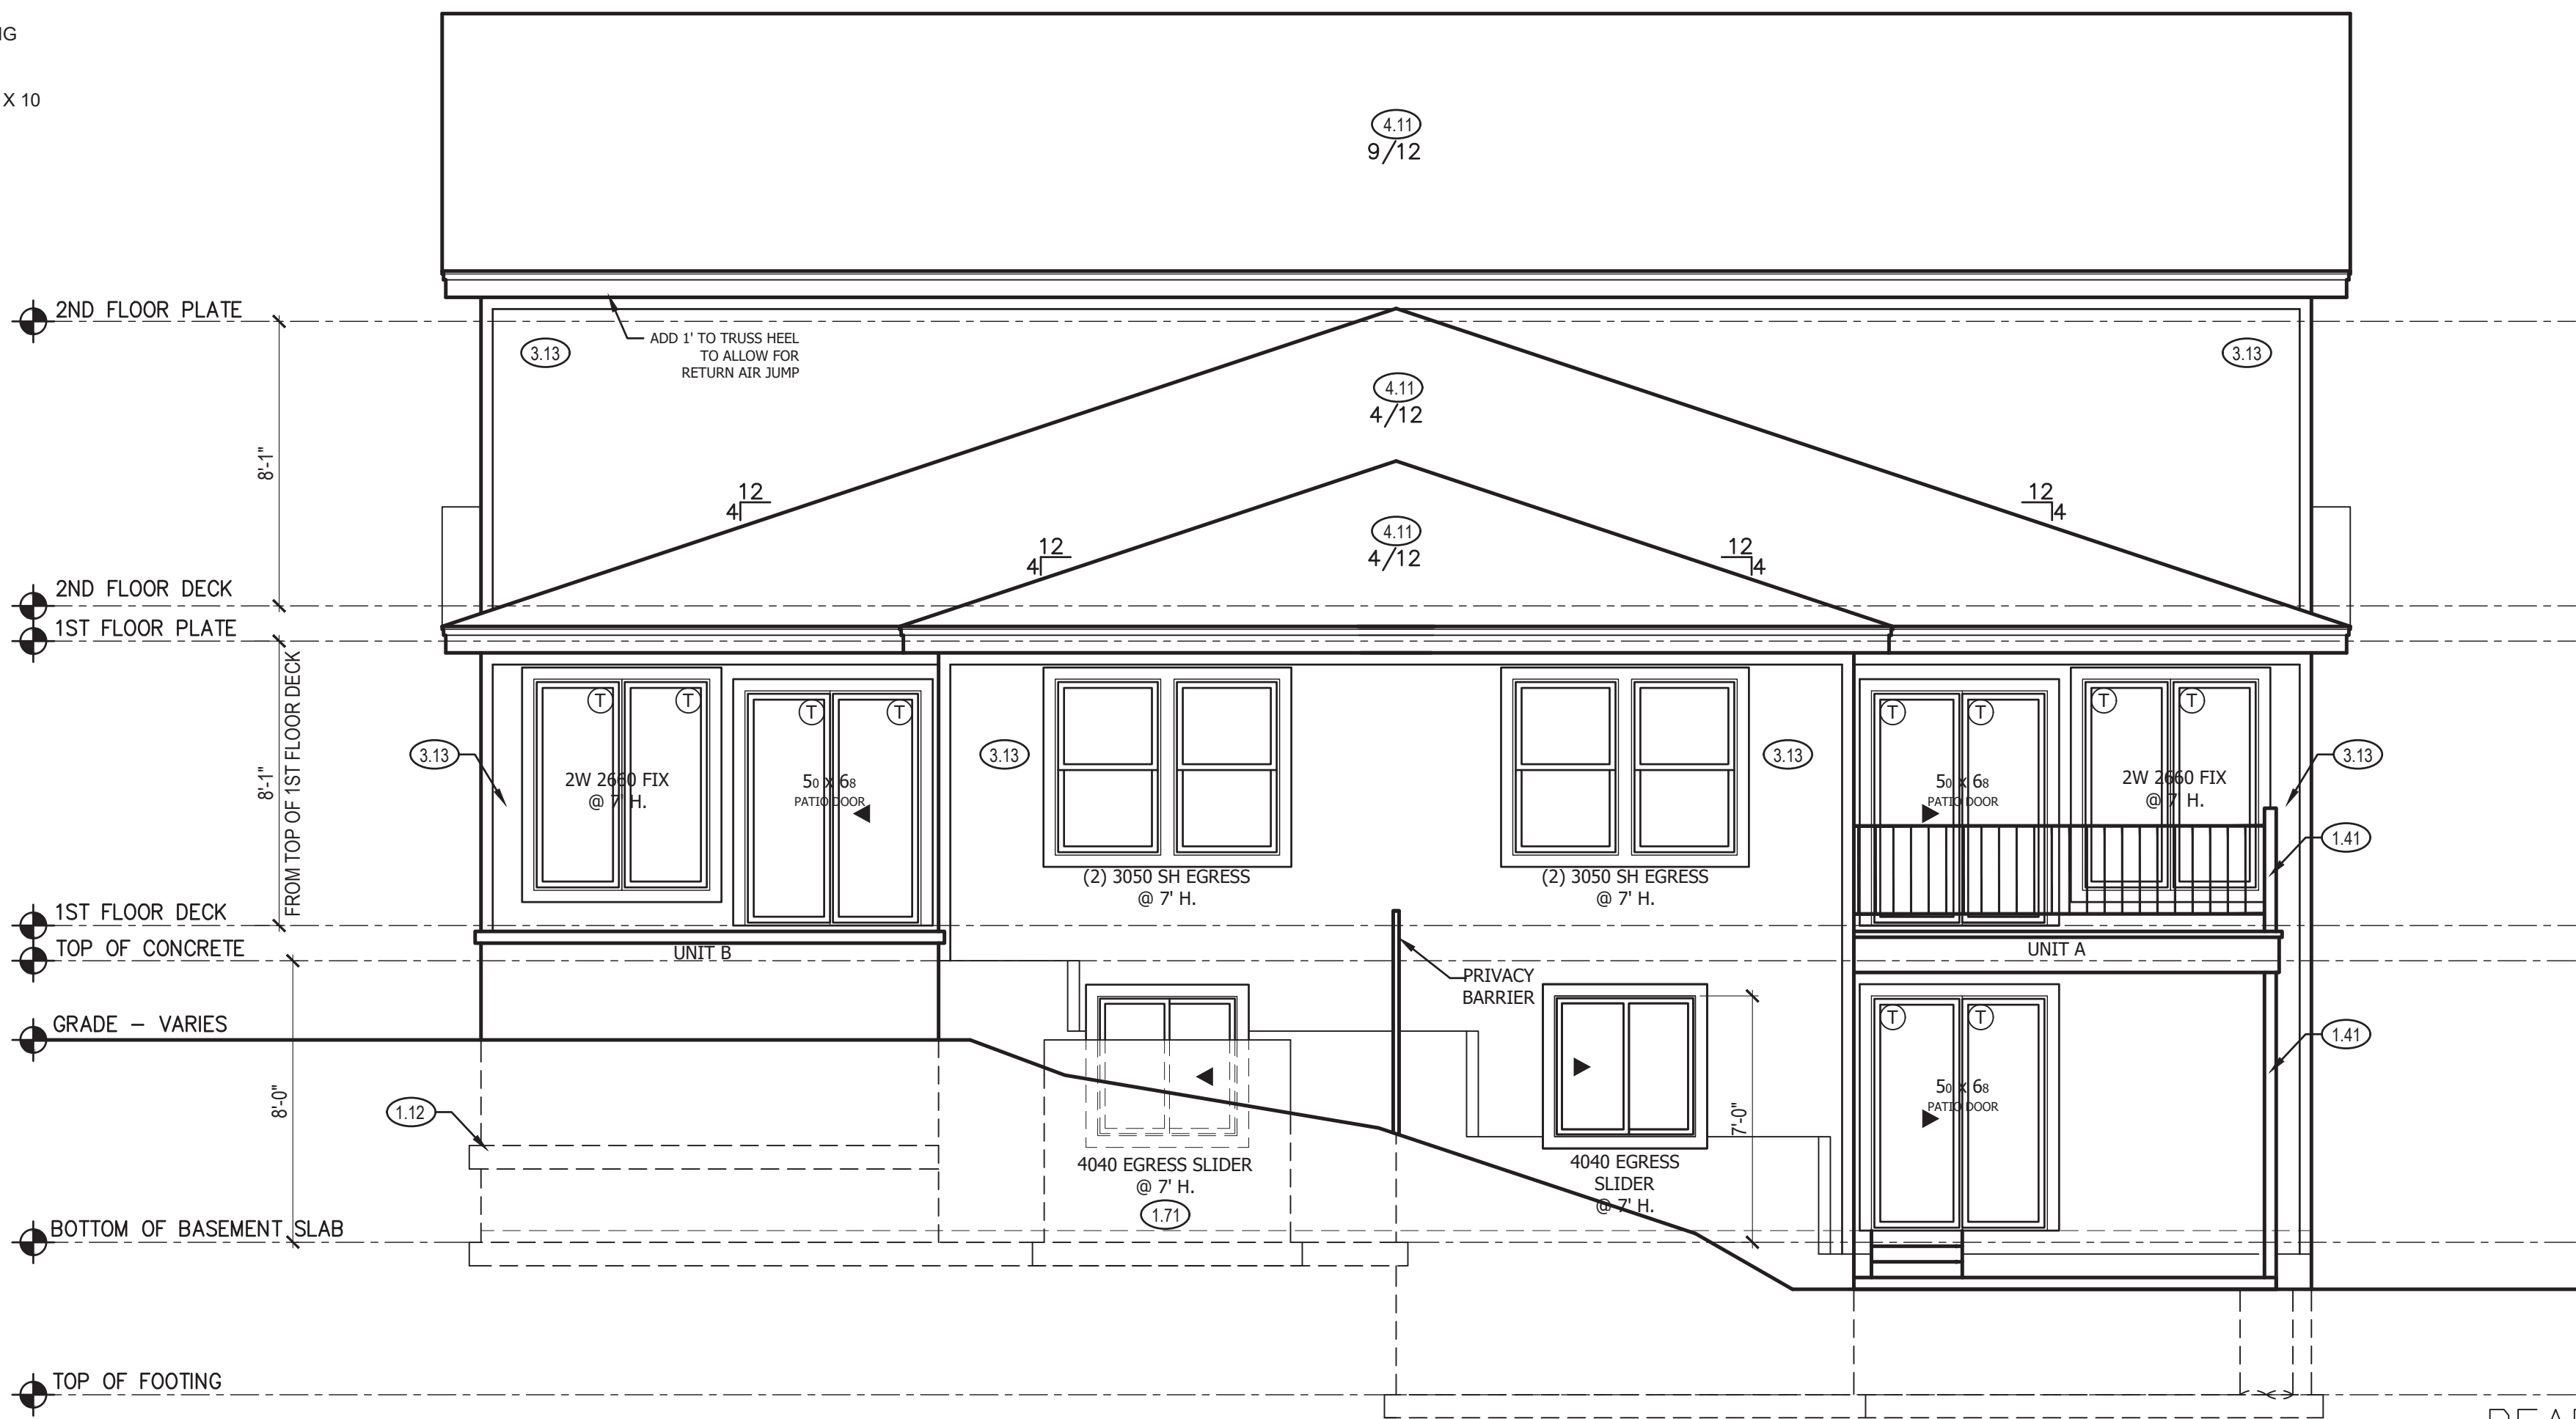 X 10
4.11
9/12
2ND FLOOR PLATE
3.13
ADD 1' TO TRUSS HEEL
TO ALLOW FOR
RETURN AIR JUMP
3.13
4.11
4/12
8'-1"
12
4
12
4
4.11
4/12
12
4
12
4
2ND FLOOR DECK
1ST FLOOR PLATE
8'-1"
FROM TOP OF 1ST FLOOR DECK
T
T
T
T
T
T
T
T
3.13
2W 2660 FIX
@ 7' H.
50 x 68
PATIO DOOR
3.13
3.13
50 x 68
PATIO DOOR
2W 2660 FIX
@ 7' H.
3.13
1.41
(2) 3050 SH EGRESS
@ 7' H.
(2) 3050 SH EGRESS
@ 7' H.
1ST FLOOR DECK
TOP OF CONCRETE
UNIT B
UNIT A
PRIVACY
BARRIER
GRADE – VARIES
T
T
1.41
8'-0"
1.12
7'-0"
50 x 68
PATIO DOOR
4040 EGRESS SLIDER
@ 7' H.
1.71
4040 EGRESS
SLIDER
@ 7' H.
BOTTOM OF BASEMENT SLAB
TOP OF FOOTING